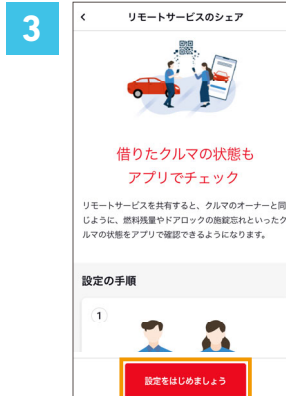 3
リモートサービスのシェア
借りたクルマの状態も
アプリでチェック
リモートサービスを共有すると、クルマのオーナーと同
じように、燃料残量やドアロックの施錠忘れといったク
ルマの状態をアプリで確認できるようになります。
設定の手順
1
設定をはじめましょう